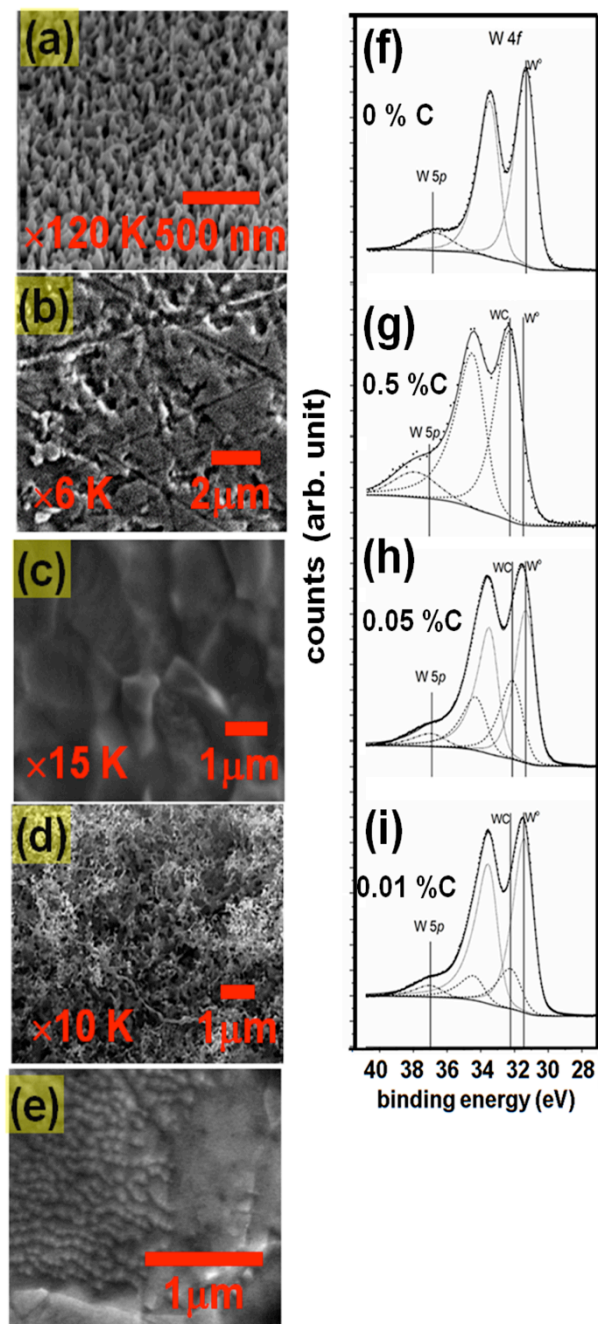 (a)
×120 K 500 nm
(b)
×6 K 2μm
(c)
×15 K 1μm
(d)
×10 K 1μm
(e)
1μm
counts (arb. unit)
(f)
W 4f
W°
0 % C
W 5p
(g)
WC W°
0.5 %C
W 5p
(h)
WC W°
0.05 %C
W 5p
(i)
WC W°
0.01 %C
W 5p
40 38 36 34 32 30 28
binding energy (eV)